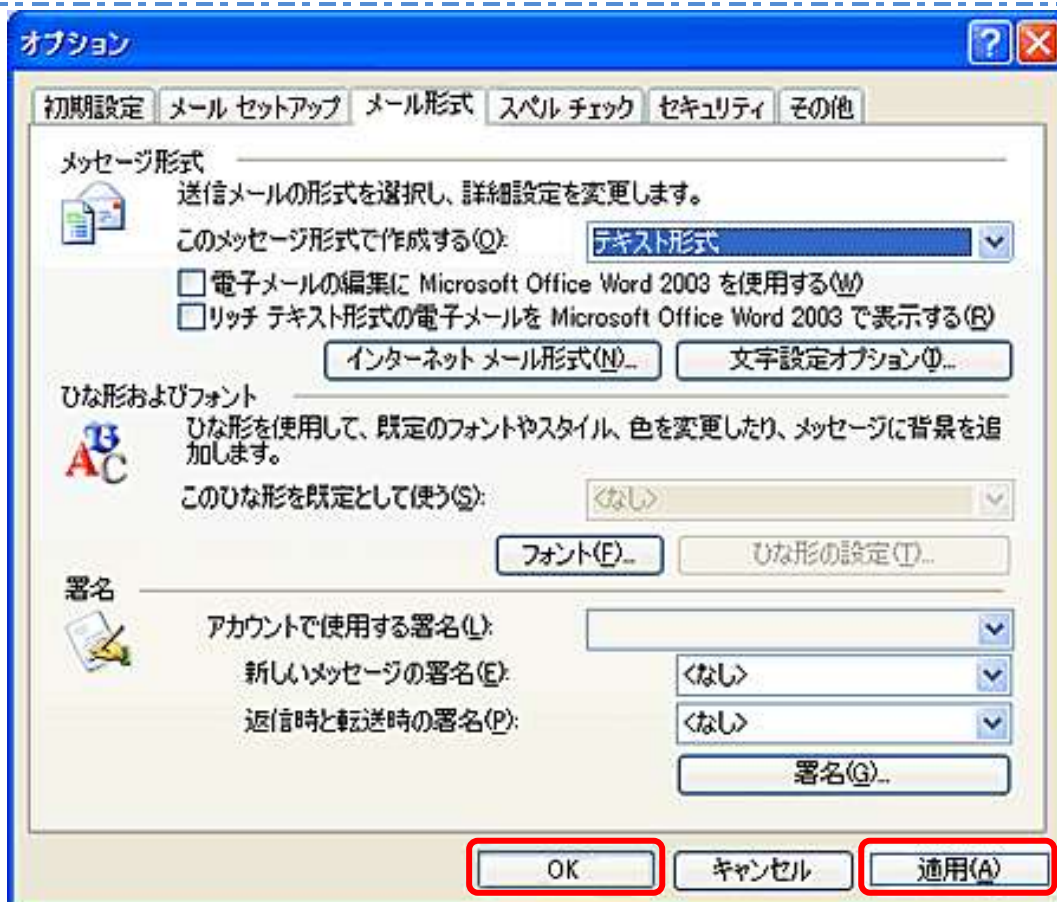 オプション
初期設定 メール セットアップ メール形式 スペル チェック セキュリティ その他
メッセージ形式
送信メールの形式を選択し、詳細設定を変更します。
このメッセージ形式で作成する(O): テキスト形式
電子メールの編集に Microsoft Office Word 2003 を使用する(W)
リッチ テキスト形式の電子メールを Microsoft Office Word 2003 で表示する(R)
インターネット メール形式(N)... 文字設定オプション(I)...
ひな形およびフォント
ひな形を使用して、既定のフォントやスタイル、色を変更したり、メッセージに背景を追
加します。
このひな形を既定として使う(S): <なし>
フォント(F)... ひな形の設定(T)...
署名
アカウントで使用する署名(L):
新しいメッセージの署名(E): <なし>
返信時と転送時の署名(P): <なし>
署名(G)...
OK キャンセル 適用(A)